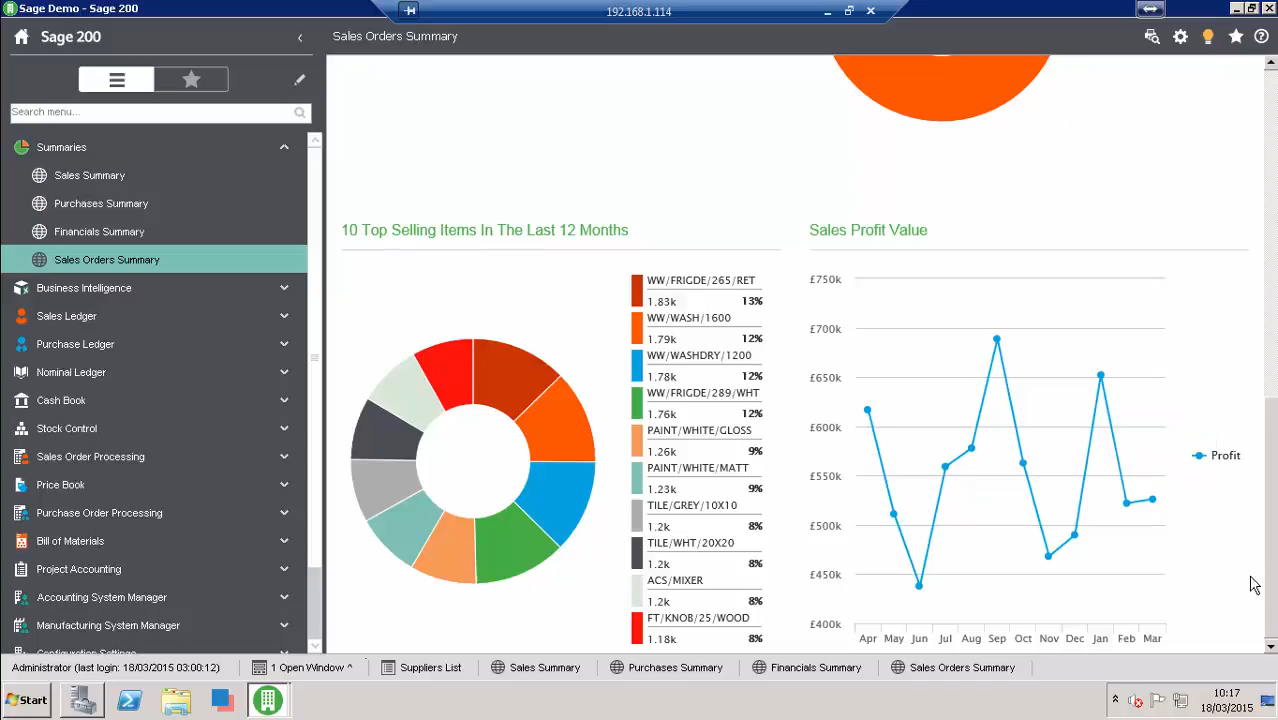 Sage Demo - Sage 200
192.168.1.114
Sage 200
Sales Orders Summary
Search menu...
Summaries
Sales Summary
Purchases Summary
Financials Summary
Sales Orders Summary
Business Intelligence
Sales Ledger
Purchase Ledger
Nominal Ledger
Cash Book
Stock Control
Sales Order Processing
Price Book
Purchase Order Processing
Bill of Materials
Project Accounting
Accounting System Manager
Manufacturing System Manager
Configuration Settings
10 Top Selling Items In The Last 12 Months
WW/FRIGDE/265/RET
1.83k 13%
WW/WASH/1600
1.79k 12%
WW/WASHDRY/1200
1.78k 12%
WW/FRIGDE/289/WHT
1.76k 12%
PAINT/WHITE/GLOSS
1.26k 9%
PAINT/WHITE/MATT
1.23k 9%
TILE/GREY/10X10
1.2k 8%
TILE/WHT/20X20
1.2k 8%
ACS/MIXER
1.2k 8%
FT/KNOB/25/WOOD
1.18k 8%
Sales Profit Value
£750k
£700k
£650k
£600k
£550k
£500k
£450k
£400k
Apr May Jun Jul Aug Sep Oct Nov Dec Jan Feb Mar
Profit
Administrator (last login: 18/03/2015 03:00:12) 1 Open Window ^ Suppliers List Sales Summary Purchases Summary Financials Summary Sales Orders Summary
Start
10:17
18/03/2015